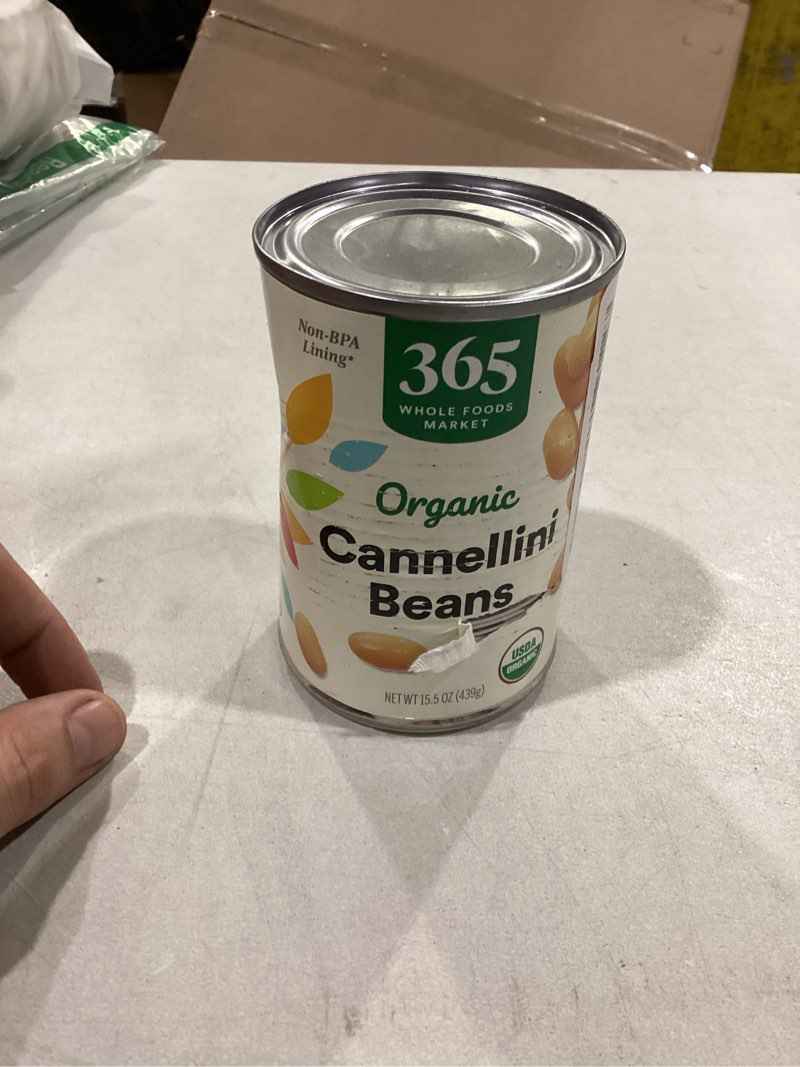 Non-BPA
Lining*
365
WHOLE FOODS
MARKET
Organic
Cannellini
Beans
USDA
ORGANIC
NET WT 15.5 OZ (439g)